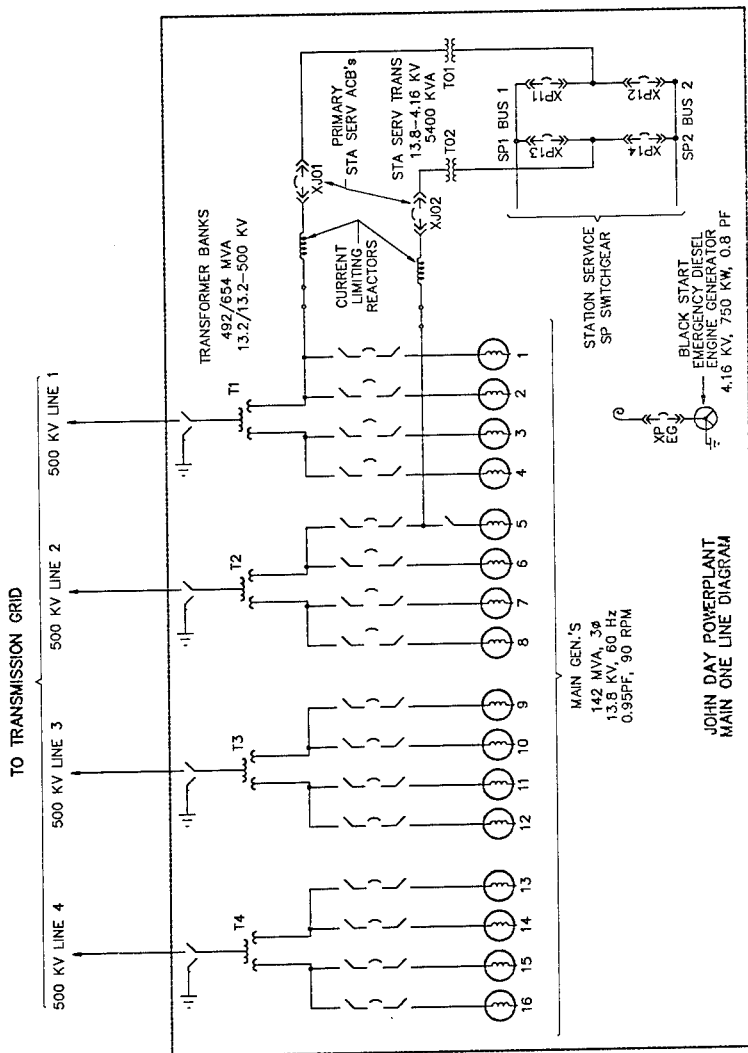 TO TRANSMISSION GRID
500 KV LINE 4
500 KV LINE 3
500 KV LINE 2
500 KV LINE 1
T4
T3
T2
T1
TRANSFORMER BANKS
492/654 MVA
13.2/13.2–500 KV
CURRENT
LIMITING
REACTORS
XJ01
XJ02
PRIMARY
STA SERV ACB's
STA SERV TRANS
13.8–4.16 KV
5400 KVA
TO2
TO1
SP1 BUS 1
XP13
XP11
XP14
XP12
SP2 BUS 2
STATION SERVICE
SP SWITCHGEAR
16
15
14
13
12
11
10
9
8
7
6
5
4
3
2
1
MAIN GEN.'S
142 MVA, 3ø
13.8 KV, 60 Hz
0.95PF, 90 RPM
XP
EG
BLACK START
EMERGENCY DIESEL
ENGINE GENERATOR
4.16 KV, 750 KW, 0.8 PF
JOHN DAY POWERPLANT
MAIN ONE LINE DIAGRAM